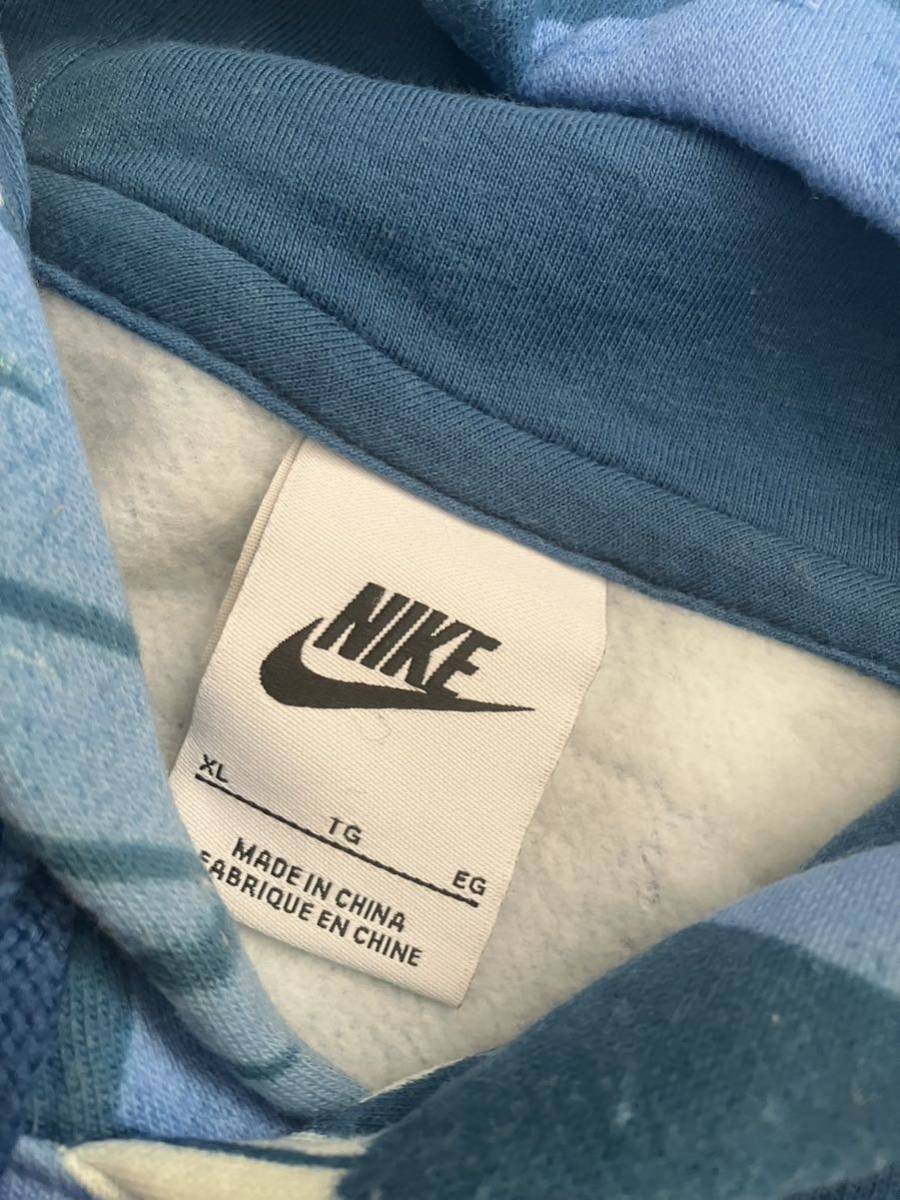 NIKE
XL
TG
EG
MADE IN CHINA
FABRIQUE EN CHINE